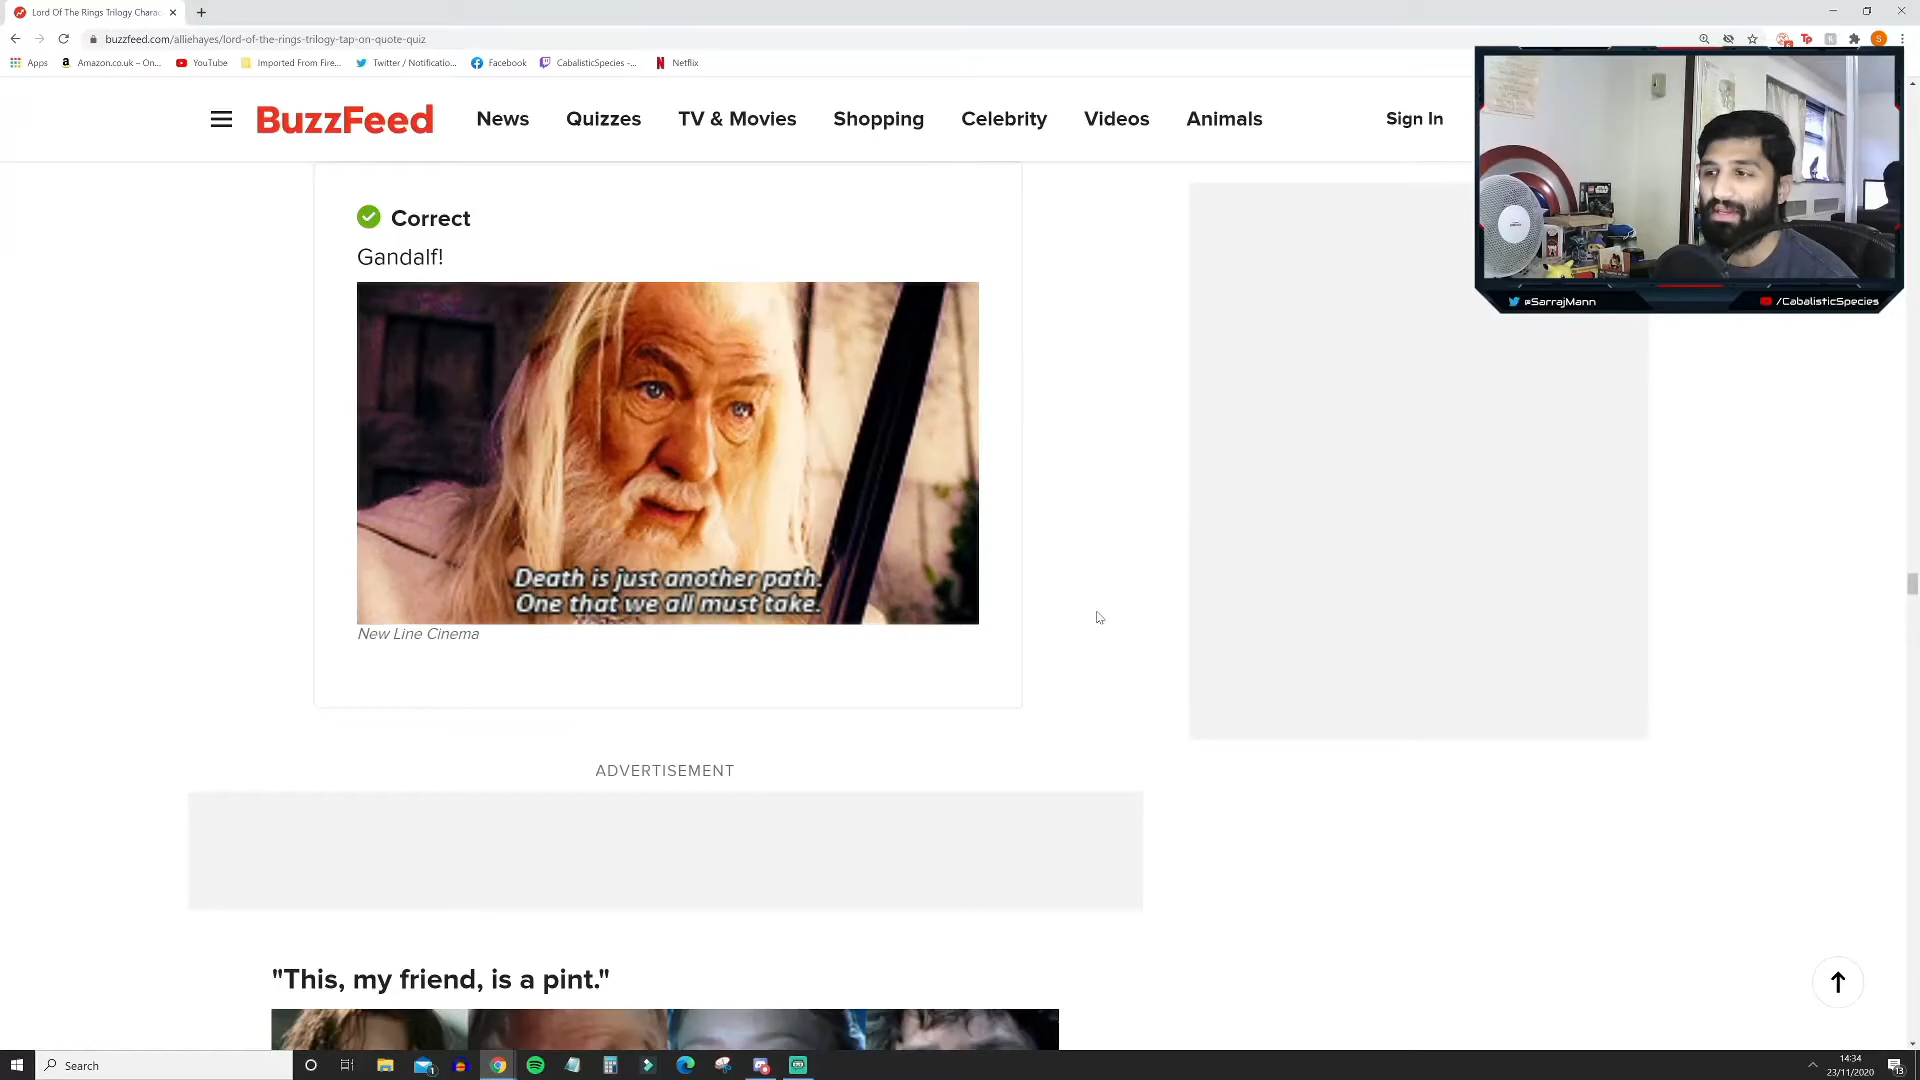 Lord Of The Rings Trilogy Charac
buzzfeed.com/alliehayes/lord-of-the-rings-trilogy-tap-on-quote-quiz
Apps
Amazon.co.uk – On...
YouTube
Imported From Fire...
Twitter / Notificatio...
Facebook
CabalisticSpecies -...
Netflix
BuzzFeed
News
Quizzes
TV & Movies
Shopping
Celebrity
Videos
Animals
Sign In
@SarrajMann
/CabalisticSpecies
Correct
Gandalf!
Death is just another path.
One that we all must take.
New Line Cinema
ADVERTISEMENT
"This, my friend, is a pint."
Search
14:34
23/11/2020